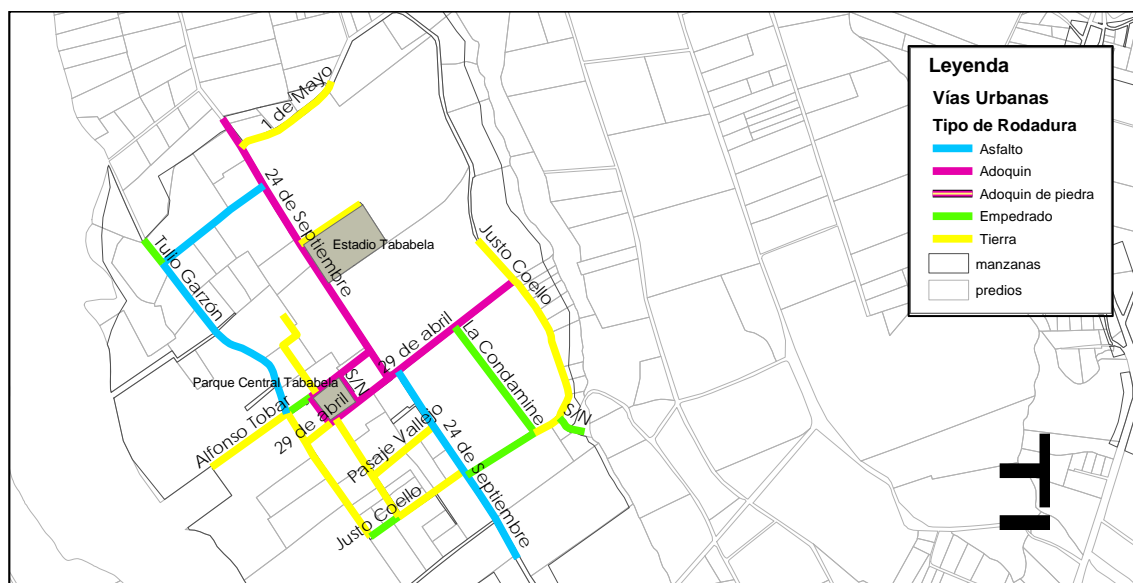 1 de Mayo
24 de Septiembre
Estadio Tababela
Tulio Garzón
Justo Coello
29 de abril
La Condamine
S/N
Parque Central Tababela
S/N
Alfonso Tobar
29 de abril
Pasaje Vallejo
24 de Septiembre
Justo Coello
Leyenda
Vías Urbanas
Tipo de Rodadura
Asfalto
Adoquin
Adoquin de piedra
Empedrado
Tierra
manzanas
predios